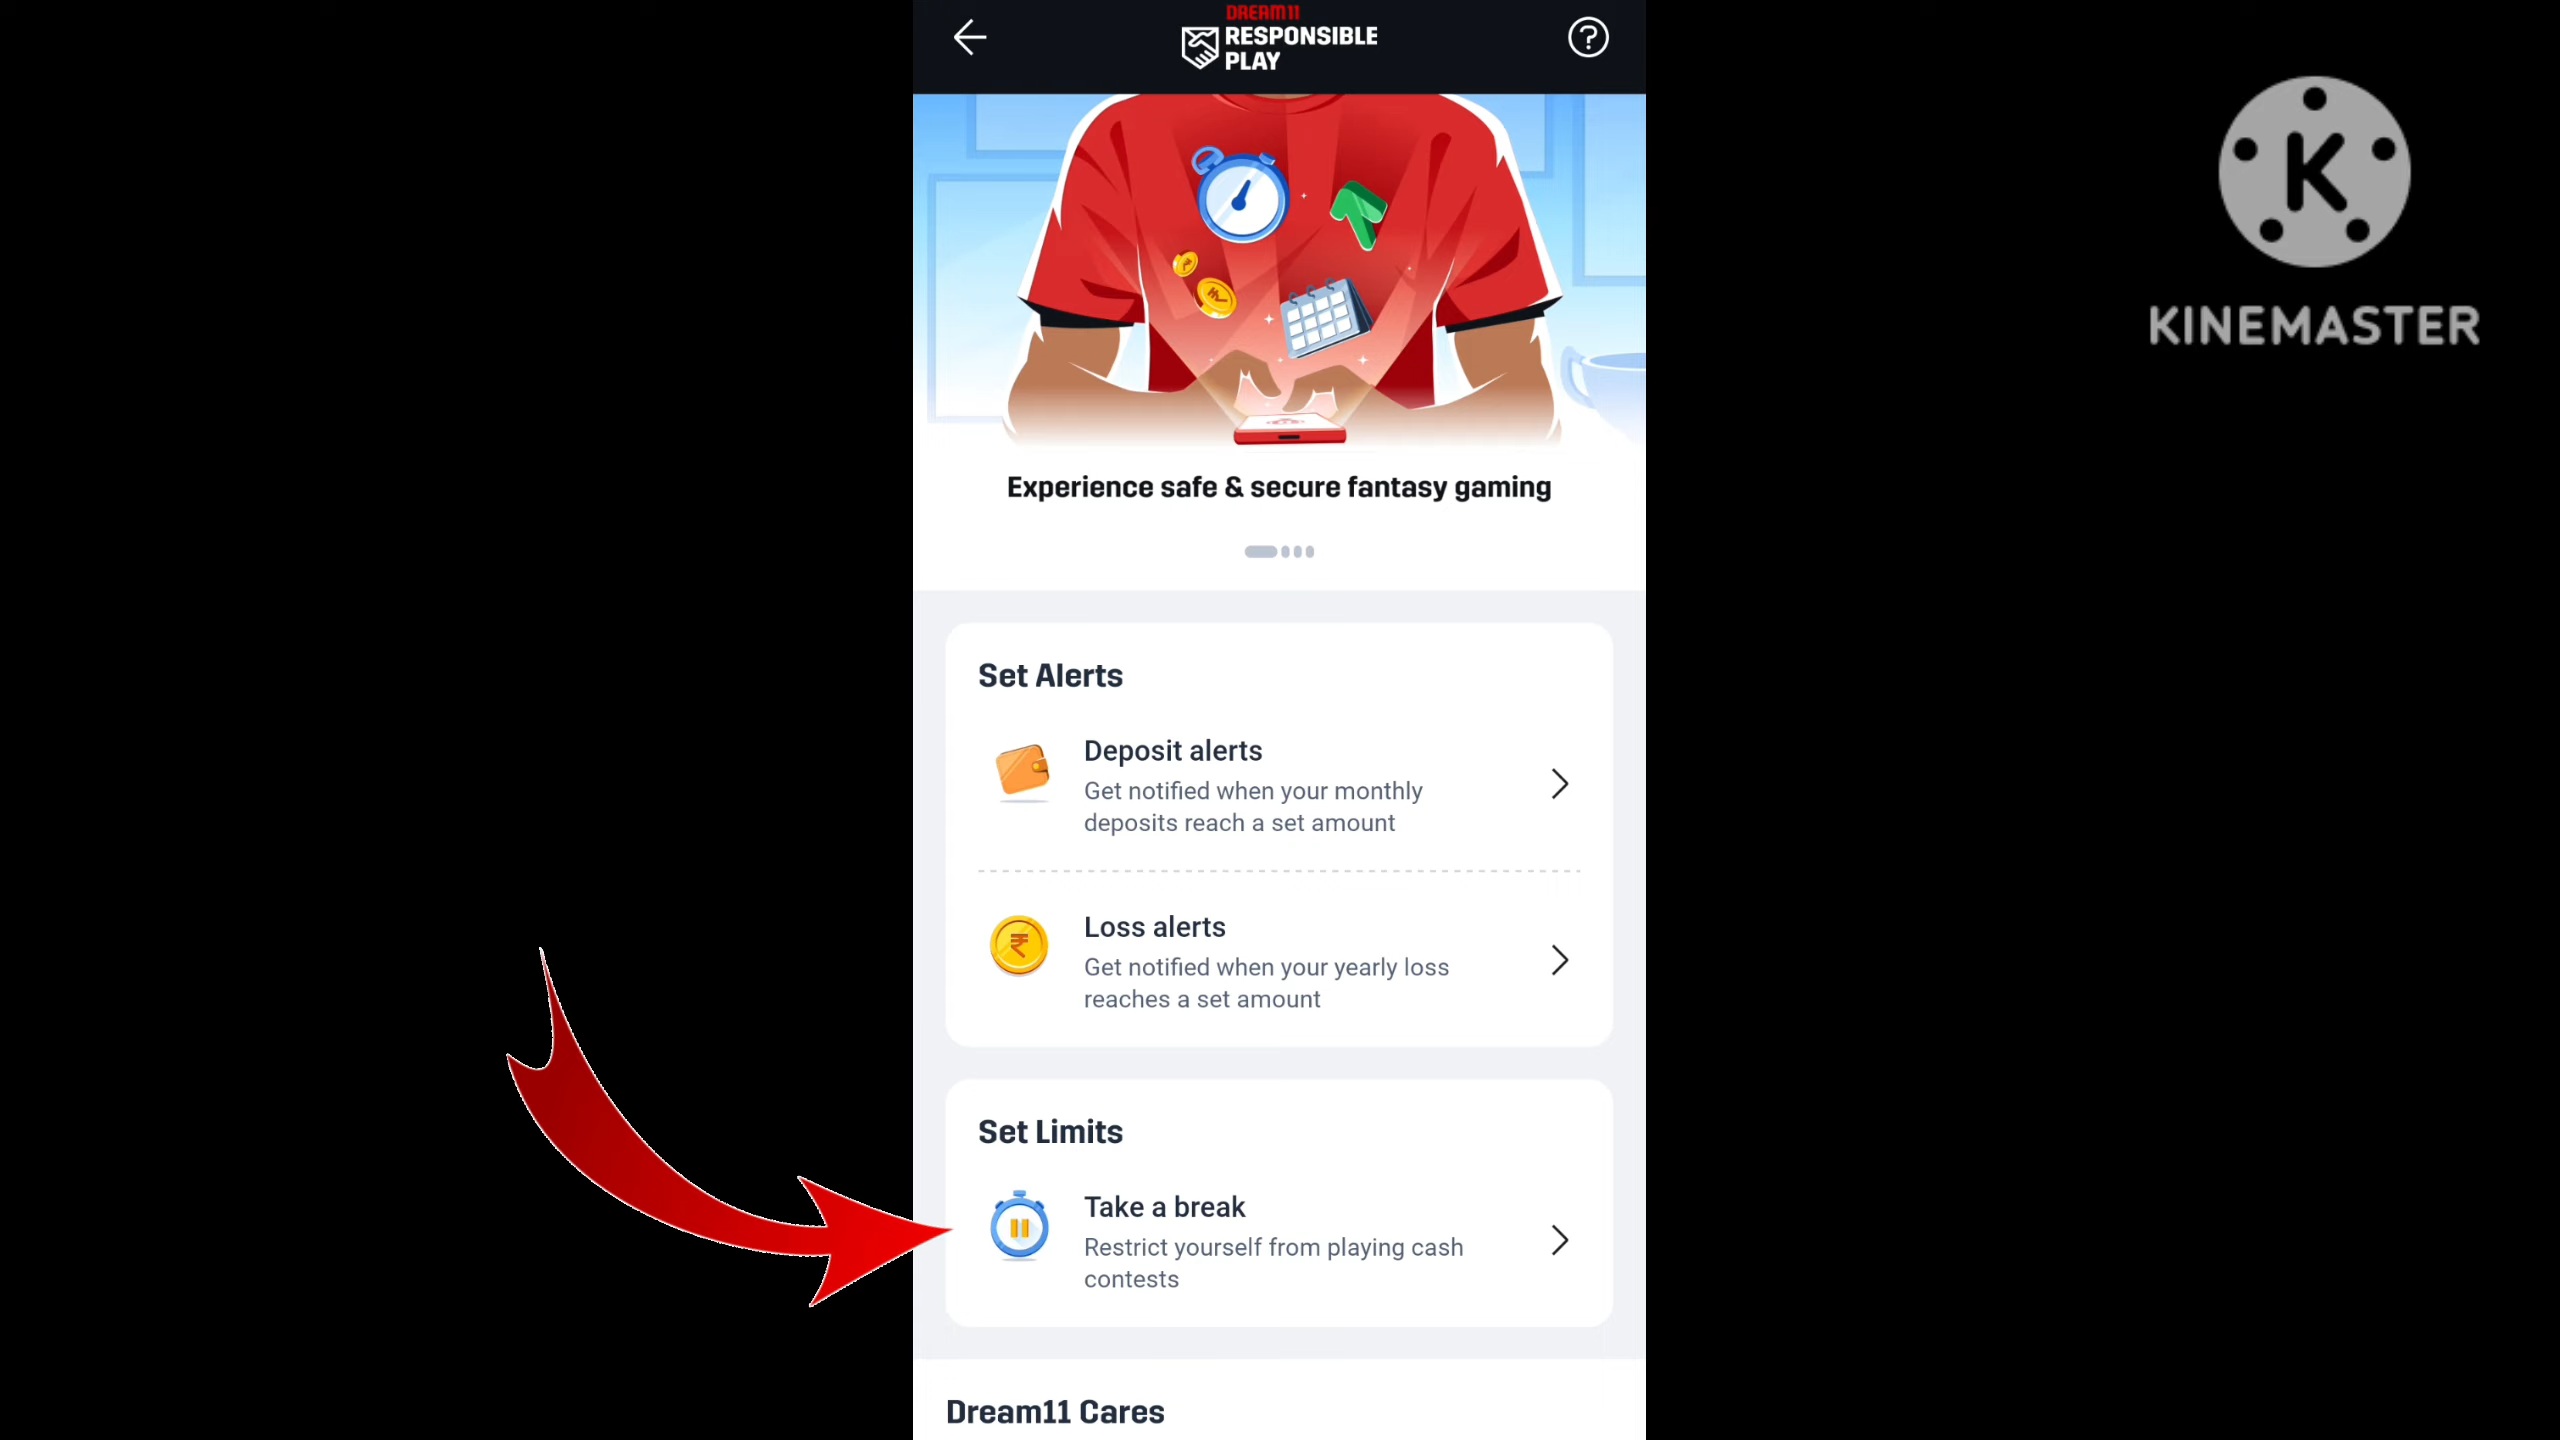 DREAM11
RESPONSIBLE
PLAY
K
KINEMASTER
Experience safe & secure fantasy gaming
Set Alerts
Deposit alerts
Get notified when your monthly
deposits reach a set amount
Loss alerts
Get notified when your yearly loss
reaches a set amount
Set Limits
Take a break
Restrict yourself from playing cash
contests
Dream11 Cares